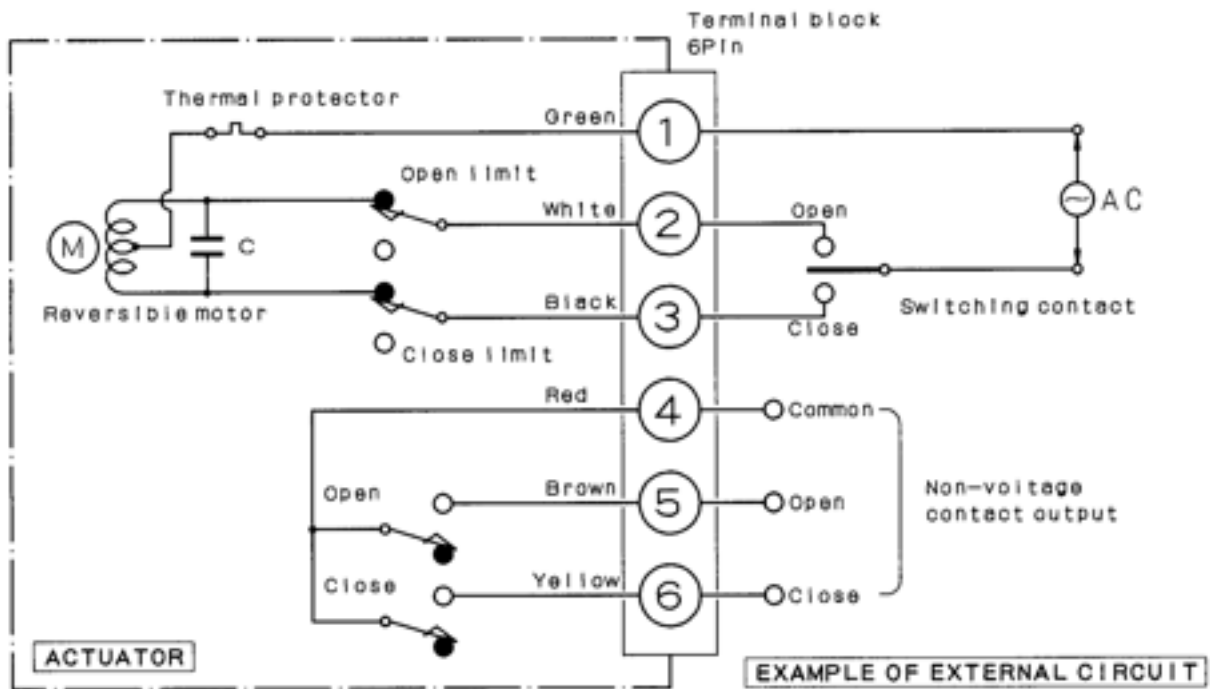 Terminal block
6Pin
Thermal protector
Green
1
Open limit
White
2
Open
AC
M
C
Reversible motor
Black
3
Close
Switching contact
Close limit
Red
4
Common
Open
Brown
5
Open
Non-voltage
contact output
Close
Yellow
6
Close
ACTUATOR
EXAMPLE OF EXTERNAL CIRCUIT